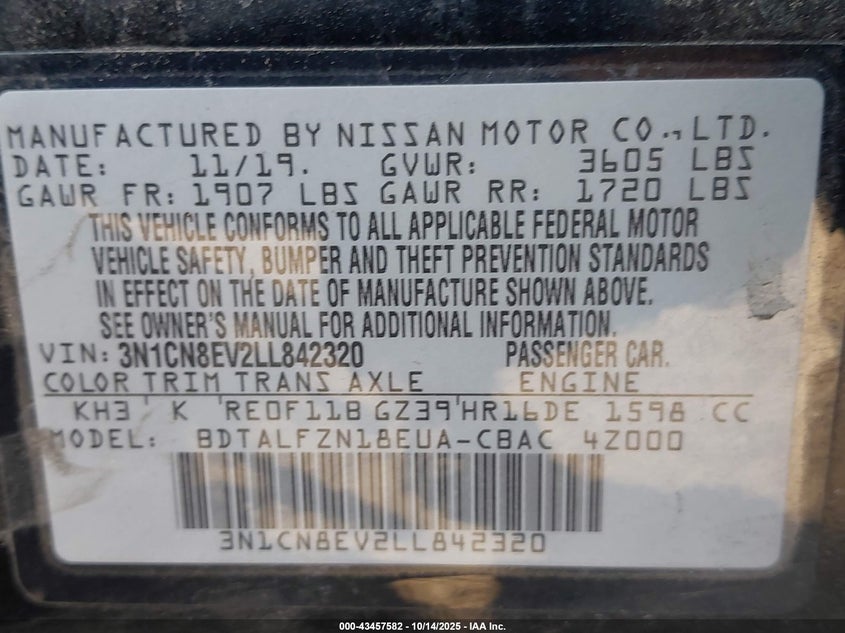 MANUFACTURED BY NISSAN MOTOR CO., LTD.
DATE: 11/19. GVWR: 3605 LBS
GAWR FR: 1907 LBS GAWR RR: 1720 LBS
THIS VEHICLE CONFORMS TO ALL APPLICABLE FEDERAL MOTOR
VEHICLE SAFETY, BUMPER AND THEFT PREVENTION STANDARDS
IN EFFECT ON THE DATE OF MANUFACTURE SHOWN ABOVE.
SEE OWNER'S MANUAL FOR ADDITIONAL INFORMATION.
VIN: 3N1CN8EV2LL842320 PASSENGER CAR.
COLOR TRIM TRANS AXLE ENGINE
KH3 ' K ' RE0F11B GZ39 ' HR16DE 1598 CC
MODEL: BDTALFZN18EUA-CBAC 4Z000
3N1CN8EV2LL842320
000-43457582 - 10/14/2025 - IAA Inc.